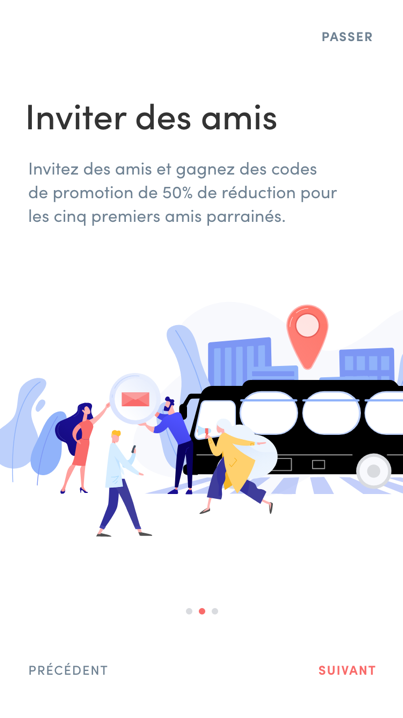 PASSER
Inviter des amis
Invitez des amis et gagnez des codes
de promotion de 50% de réduction pour
les cinq premiers amis parrainés.
PRÉCÉDENT
SUIVANT